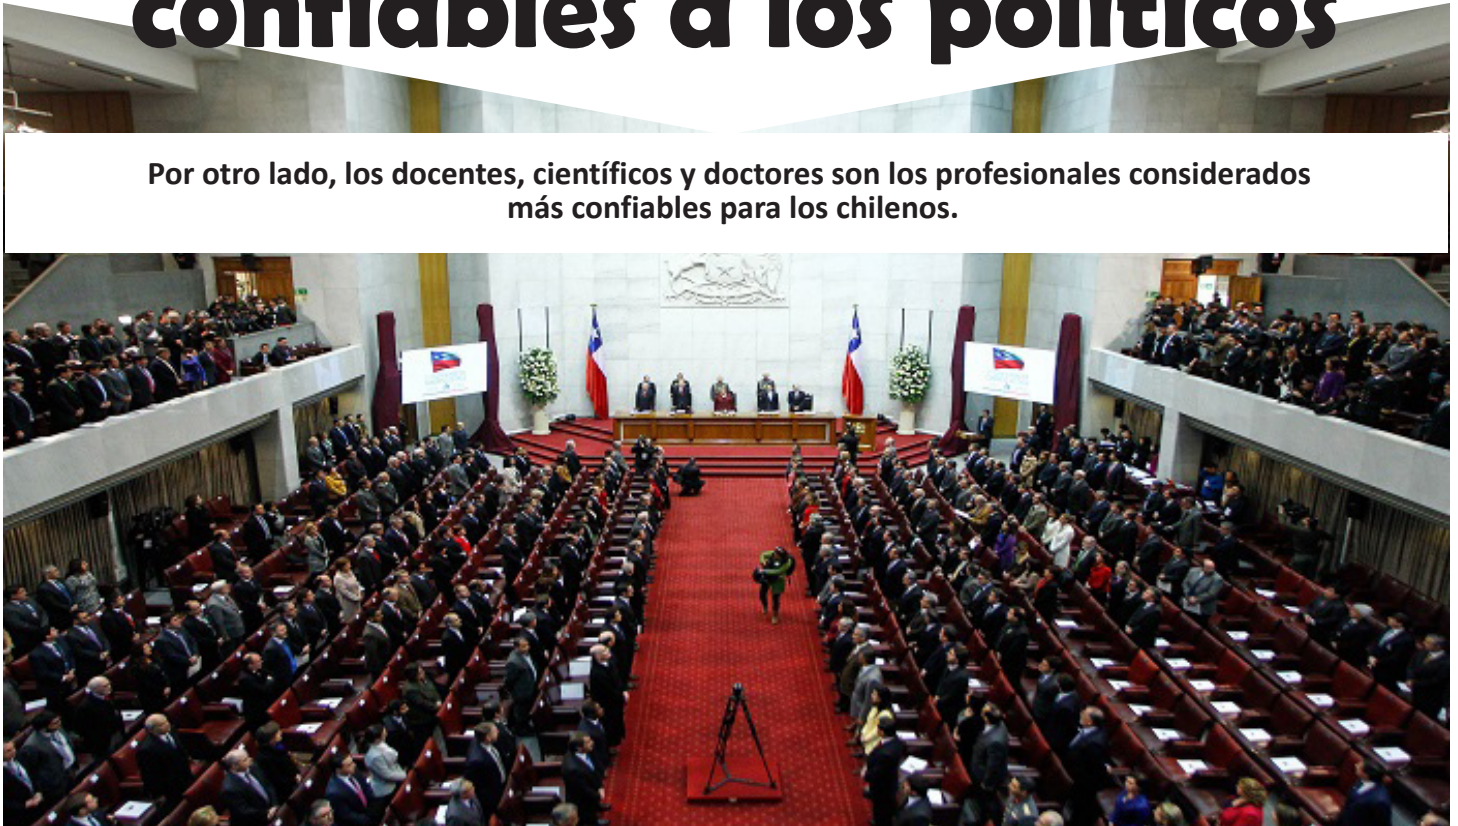 confiables a los políticos
Por otro lado, los docentes, científicos y doctores son los profesionales considerados
más confiables para los chilenos.